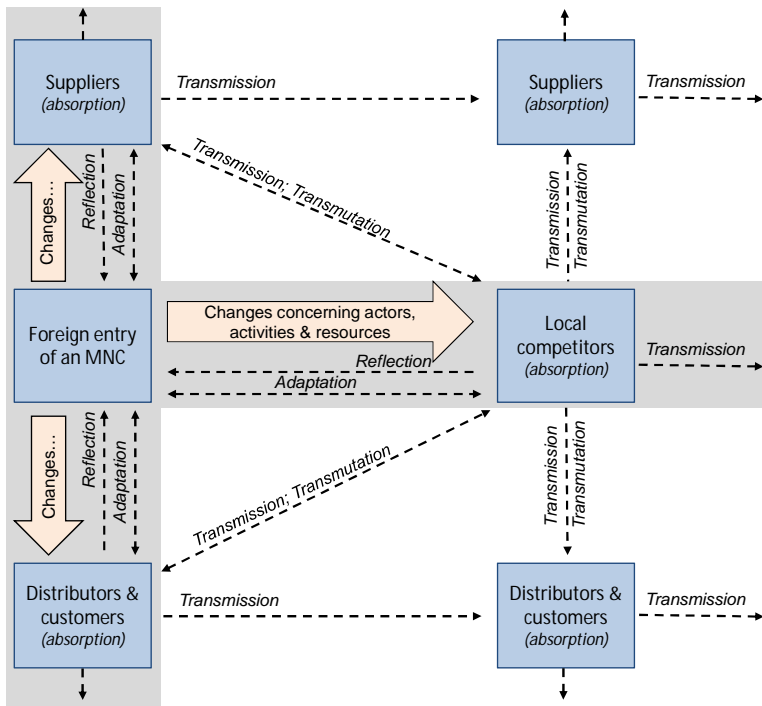 Suppliers
(absorption)
Transmission
Suppliers
(absorption)
Transmission
Changes…
Reflection
Adaptation
Transmission; Transmutation
Transmission
Transmutation
Foreign entry
of an MNC
Changes concerning actors,
activities & resources
Reflection
Adaptation
Local
competitors
(absorption)
Transmission
Changes…
Reflection
Adaptation
Transmission; Transmutation
Transmission
Transmutation
Distributors &
customers
(absorption)
Transmission
Distributors &
customers
(absorption)
Transmission